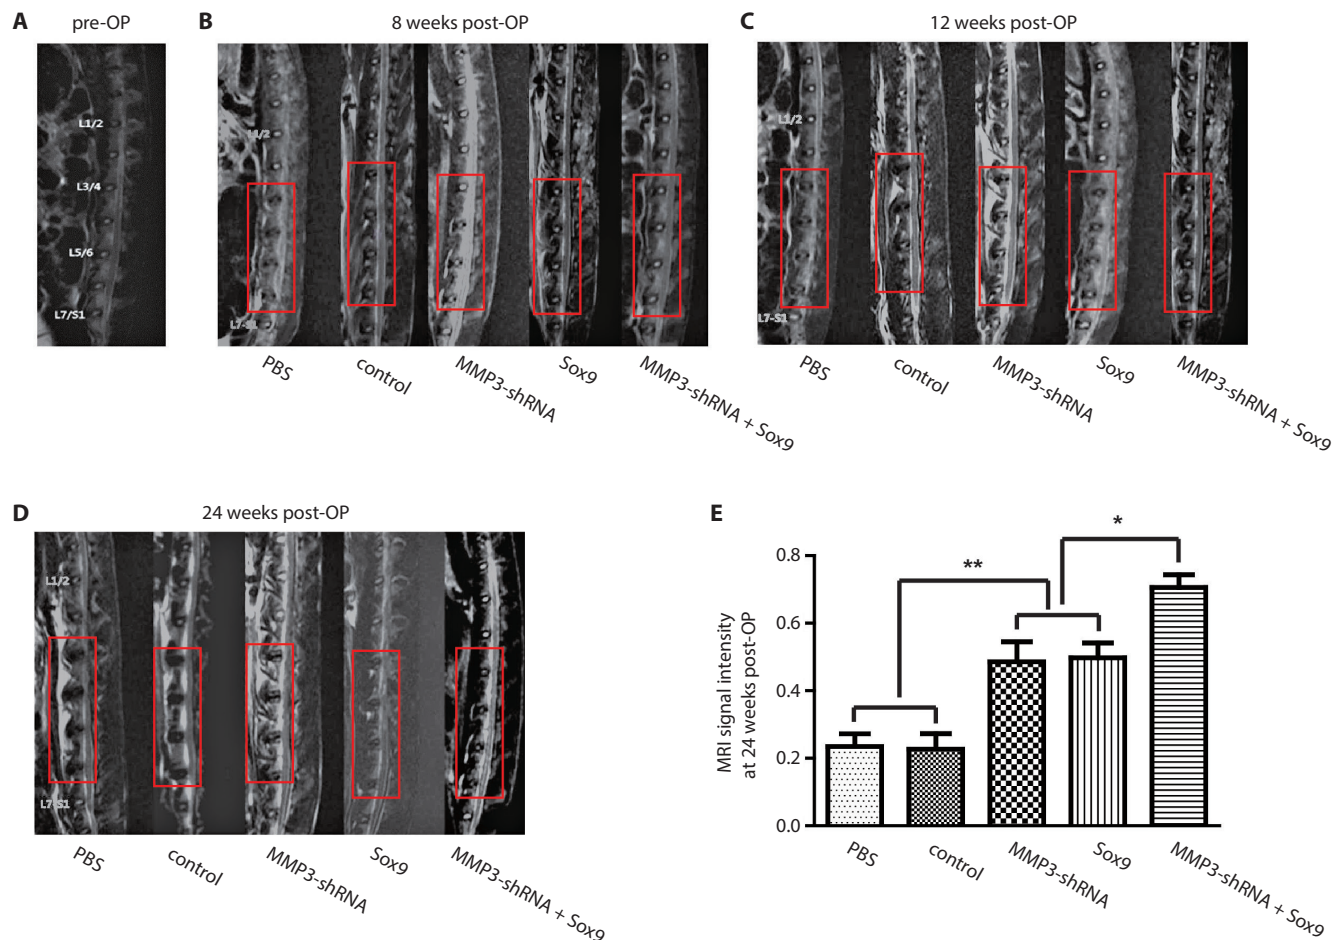 A
pre-OP
L1/2
L3/4
L5/6
L7/S1
B
8 weeks post-OP
L1/2
L7-S1
PBS
control
MMP3-shRNA
Sox9
MMP3-shRNA + Sox9
C
12 weeks post-OP
L1/2
L7-S1
PBS
control
MMP3-shRNA
Sox9
MMP3-shRNA + Sox9
D
24 weeks post-OP
L1/2
L7-S1
PBS
control
MMP3-shRNA
Sox9
MMP3-shRNA + Sox9
E
MRI signal intensity
at 24 weeks post-OP
0.8
0.6
0.4
0.2
0.0
**
*
PBS
control
MMP3-shRNA
Sox9
MMP3-shRNA + Sox9